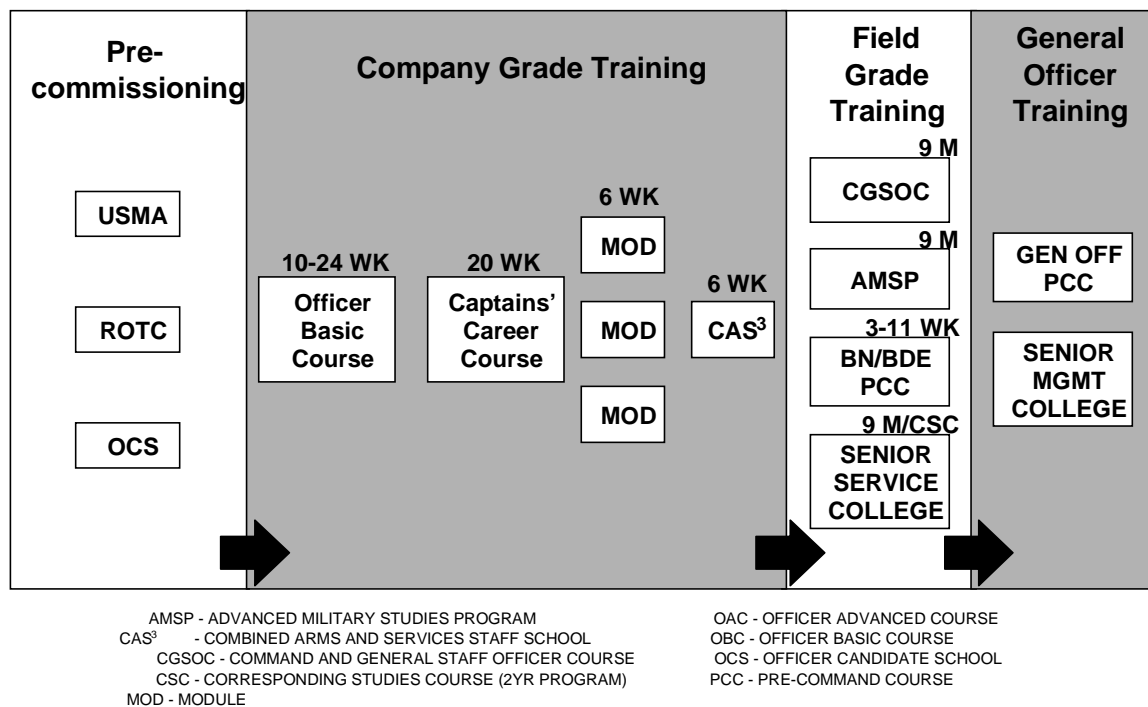 Pre-
commissioning
USMA
ROTC
OCS
Company Grade Training
10-24 WK
Officer
Basic
Course
20 WK
Captains’
Career
Course
6 WK
MOD
MOD
MOD
6 WK
CAS³
Field
Grade
Training
9 M
CGSOC
9 M
AMSP
3-11 WK
BN/BDE
PCC
9 M/CSC
SENIOR
SERVICE
COLLEGE
General
Officer
Training
GEN OFF
PCC
SENIOR
MGMT
COLLEGE
AMSP - ADVANCED MILITARY STUDIES PROGRAM
CAS³ - COMBINED ARMS AND SERVICES STAFF SCHOOL
CGSOC - COMMAND AND GENERAL STAFF OFFICER COURSE
CSC - CORRESPONDING STUDIES COURSE (2YR PROGRAM)
MOD - MODULE
OAC - OFFICER ADVANCED COURSE
OBC - OFFICER BASIC COURSE
OCS - OFFICER CANDIDATE SCHOOL
PCC - PRE-COMMAND COURSE